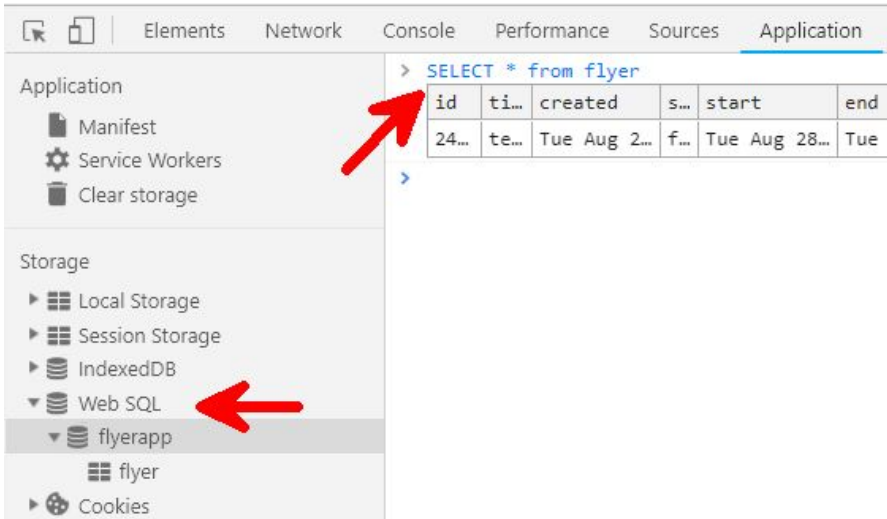 Elements Network Console Performance Sources Application
Application
Manifest
Service Workers
Clear storage
Storage
Local Storage
Session Storage
IndexedDB
Web SQL
flyerapp
flyer
Cookies
> SELECT * from flyer
id ti… created s… start end
24… te… Tue Aug 2… f… Tue Aug 28… Tue
>